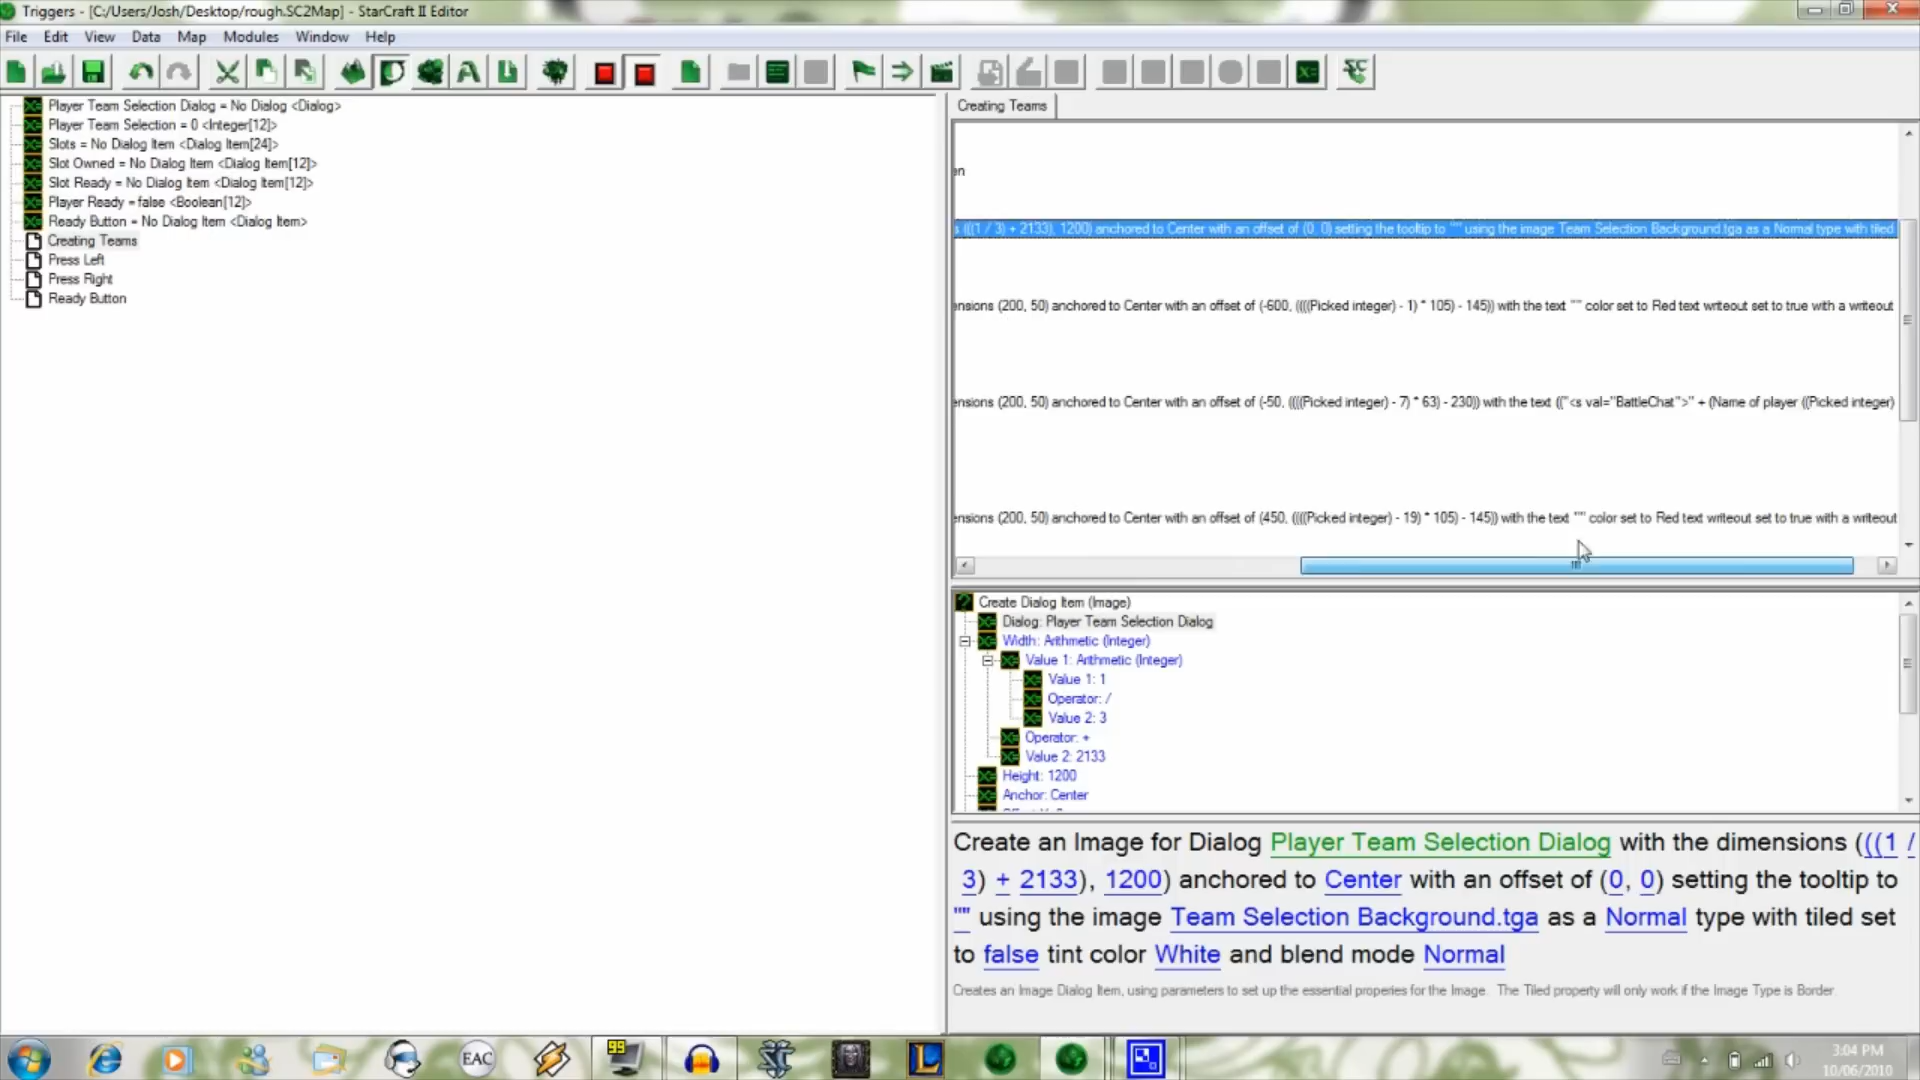 Triggers - [C:/Users/Josh/Desktop/rough.SC2Map] - StarCraft II Editor
File Edit View Data Map Modules Window Help
Player Team Selection Dialog = No Dialog <Dialog>
Player Team Selection = 0 <Integer[12]>
Slots = No Dialog Item <Dialog Item[24]>
Slot Owned = No Dialog Item <Dialog Item[12]>
Slot Ready = No Dialog Item <Dialog Item[12]>
Player Ready = false <Boolean[12]>
Ready Button = No Dialog Item <Dialog Item>
Creating Teams
Press Left
Press Right
Ready Button
Creating Teams
en
s (((1 / 3) + 2133), 1200) anchored to Center with an offset of (0, 0) setting the tooltip to "" using the image Team Selection Background.tga as a Normal type with tiled
ensions (200, 50) anchored to Center with an offset of (-600, ((((Picked integer) - 1) * 105) - 145)) with the text "" color set to Red text writeout set to true with a writeout
ensions (200, 50) anchored to Center with an offset of (-50, ((((Picked integer) - 7) * 63) - 230)) with the text (("<s val="BattleChat">" + (Name of player ((Picked integer)
ensions (200, 50) anchored to Center with an offset of (450, ((((Picked integer) - 19) * 105) - 145)) with the text "" color set to Red text writeout set to true with a writeout
Create Dialog Item (Image)
Dialog: Player Team Selection Dialog
Width: Arithmetic (Integer)
Value 1: Arithmetic (Integer)
Value 1: 1
Operator: /
Value 2: 3
Operator: +
Value 2: 2133
Height: 1200
Anchor: Center
Create an Image for Dialog Player Team Selection Dialog with the dimensions (((1 /
3) + 2133), 1200) anchored to Center with an offset of (0, 0) setting the tooltip to
"" using the image Team Selection Background.tga as a Normal type with tiled set
to false tint color White and blend mode Normal
Creates an Image Dialog Item, using parameters to set up the essential properies for the Image. The Tiled property will only work if the Image Type is Border.
EAC
99
L
3:04 PM
10/06/2010